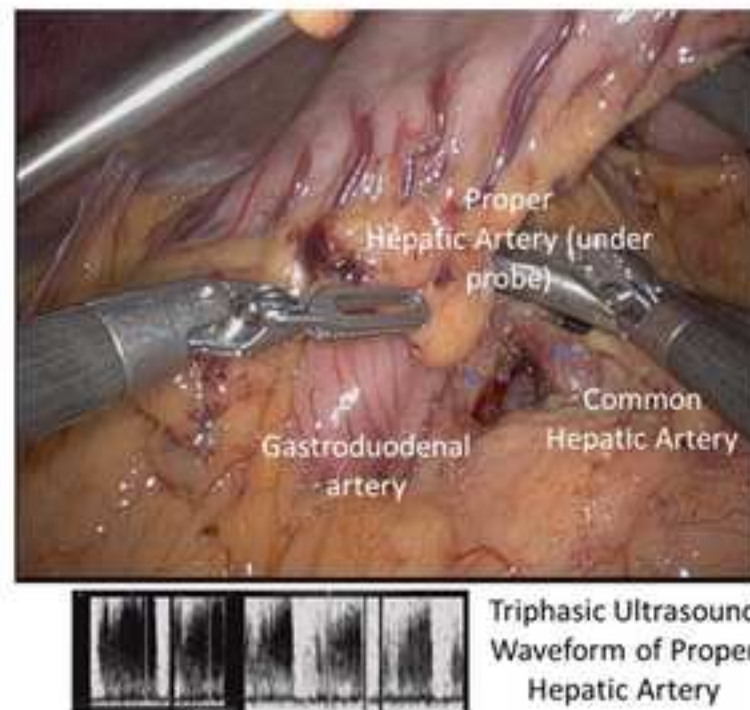 Proper
Hepatic Artery (under
probe)
Common
Hepatic Artery
Gastroduodenal
artery
Triphasic Ultrasound
Waveform of Proper
Hepatic Artery